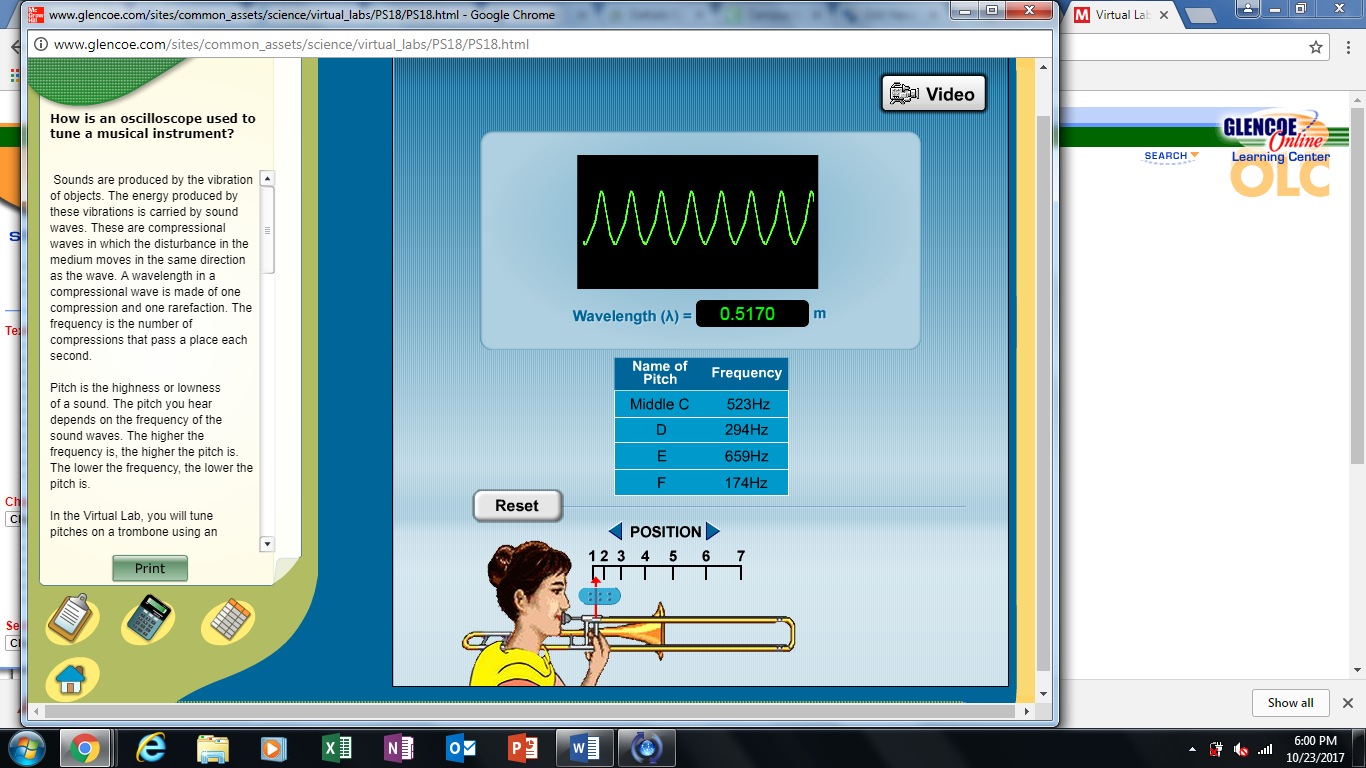 www.glencoe.com/sites/common_assets/science/virtual_labs/PS18/PS18.html - Google Chrome
Virtual Lab
www.glencoe.com/sites/common_assets/science/virtual_labs/PS18/PS18.html
How is an oscilloscope used to
tune a musical instrument?
Sounds are produced by the vibration
of objects. The energy produced by
these vibrations is carried by sound
waves. These are compressional
waves in which the disturbance in the
medium moves in the same direction
as the wave. A wavelength in a
compressional wave is made of one
compression and one rarefaction. The
frequency is the number of
compressions that pass a place each
second.
Pitch is the highness or lowness
of a sound. The pitch you hear
depends on the frequency of the
sound waves. The higher the
frequency is, the higher the pitch is.
The lower the frequency, the lower the
pitch is.
In the Virtual Lab, you will tune
pitches on a trombone using an
Print
Video
Wavelength (λ) = 0.5170 m
Name of Pitch Frequency
Middle C 523Hz
D 294Hz
E 659Hz
F 174Hz
Reset
POSITION
1 2 3 4 5 6 7
GLENCOE
Online
Learning Center
OLC
SEARCH
Show all
6:00 PM
10/23/2017